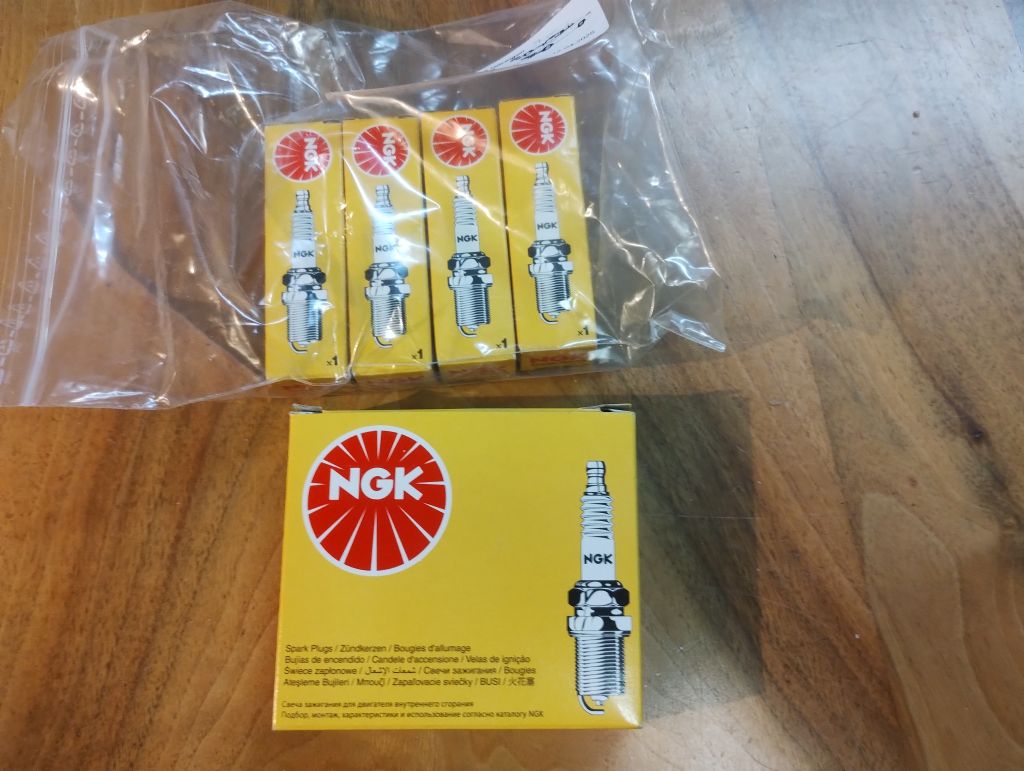 NGK
NGK
NGK
NGK
NGK
NGK
NGK
NGK
x1
x1
x1
x1
NGK
NGK
Spark Plugs / Zündkerzen / Bougies d'allumage
Bujías de encendido / Candele d'accensione / Velas de ignição
Świece zapłonowe / شمعات الإشعال / Свечи зажигания / Bougies
Ateşleme Bujileri / Μπουζί / Zapaľovacie sviečky / BUSI / 火花塞
Свеча зажигания для двигателя внутреннего сгорания
Подбор, монтаж, характеристики и использование согласно каталогу NGK